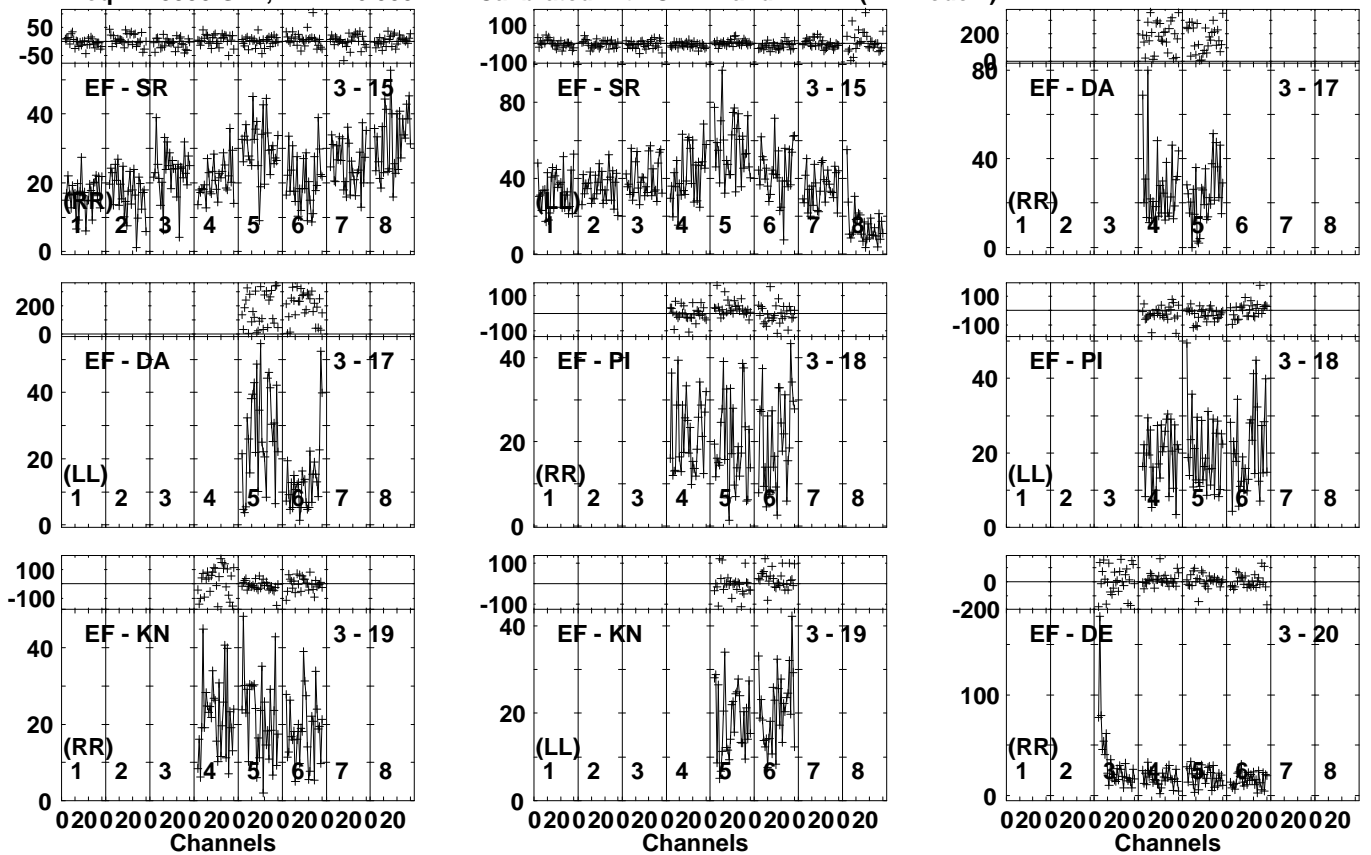 50
-50
EF - SR 3 - 15
40
20
0
(RR)
1 2 3 4 5 6 7 8
100
-100
EF - SR 3 - 15
80
40
0
(LL)
1 2 3 4 5 6 7 8
200
0
80
EF - DA 3 - 17
40
0
(RR)
1 2 3 4 5 6 7 8
200
0
EF - DA 3 - 17
40
20
0
(LL)
1 2 3 4 5 6 7 8
100
-100
40
EF - PI 3 - 18
20
0
(RR)
1 2 3 4 5 6 7 8
100
-100
EF - PI 3 - 18
40
20
0
(LL)
1 2 3 4 5 6 7 8
100
-100
EF - KN 3 - 19
40
20
0
(RR)
1 2 3 4 5 6 7 8
020020020020020020020020
Channels
100
-100
40
EF - KN 3 - 19
20
0
(LL)
1 2 3 4 5 6 7 8
020020020020020020020020
Channels
0
-200
EF - DE 3 - 20
100
0
(RR)
1 2 3 4 5 6 7 8
020020020020020020020020
Channels